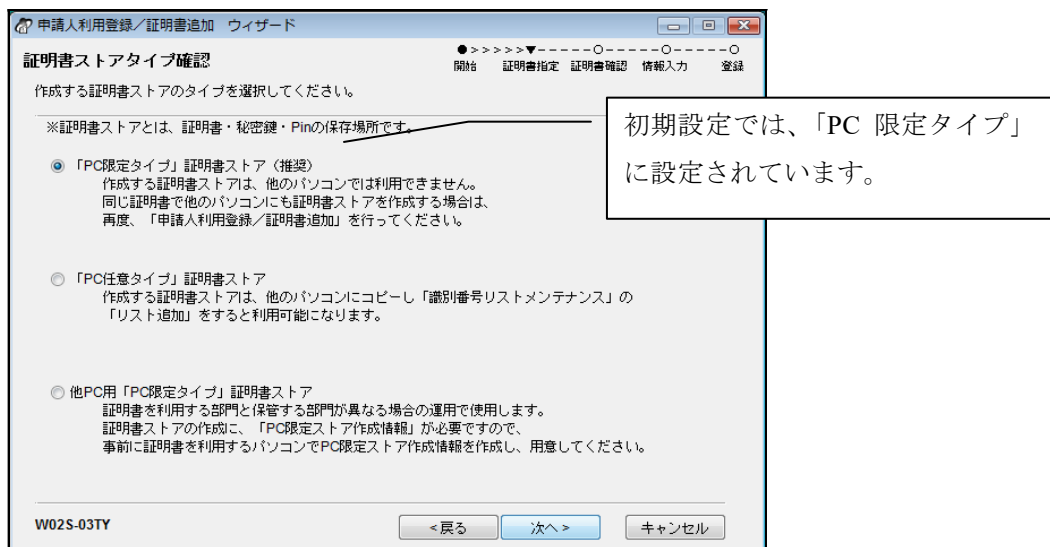 申請人利用登録／証明書追加　ウィザード
証明書ストアタイプ確認
●>>>>>▼-----○-----○-----○
開始　証明書指定　証明書確認　情報入力　登録
作成する証明書ストアのタイプを選択してください。
※証明書ストアとは、証明書・秘密鍵・Pinの保存場所です。
初期設定では、「PC 限定タイプ」
に設定されています。
「PC限定タイプ」証明書ストア（推奨）
作成する証明書ストアは、他のパソコンでは利用できません。
同じ証明書で他のパソコンにも証明書ストアを作成する場合は、
再度、「申請人利用登録／証明書追加」を行ってください。
「PC任意タイプ」証明書ストア
作成する証明書ストアは、他のパソコンにコピーし「識別番号リストメンテナンス」の
「リスト追加」をすると利用可能になります。
他PC用「PC限定タイプ」証明書ストア
証明書を利用する部門と保管する部門が異なる場合の運用で使用します。
証明書ストアの作成に、「PC限定ストア作成情報」が必要ですので、
事前に証明書を利用するパソコンでPC限定ストア作成情報を作成し、用意してください。
W02S-03TY
<戻る　次へ>　キャンセル